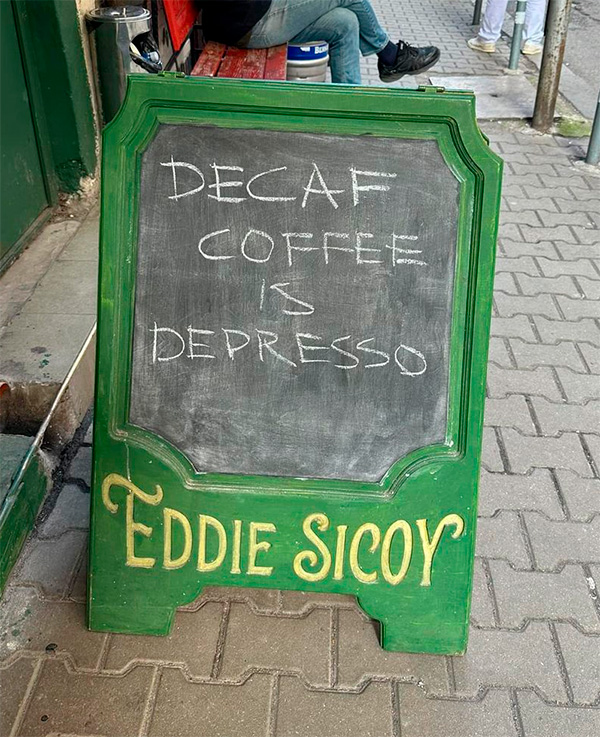 DECAF
COFFEE
IS
DEPRESSO
EDDIE SICOY